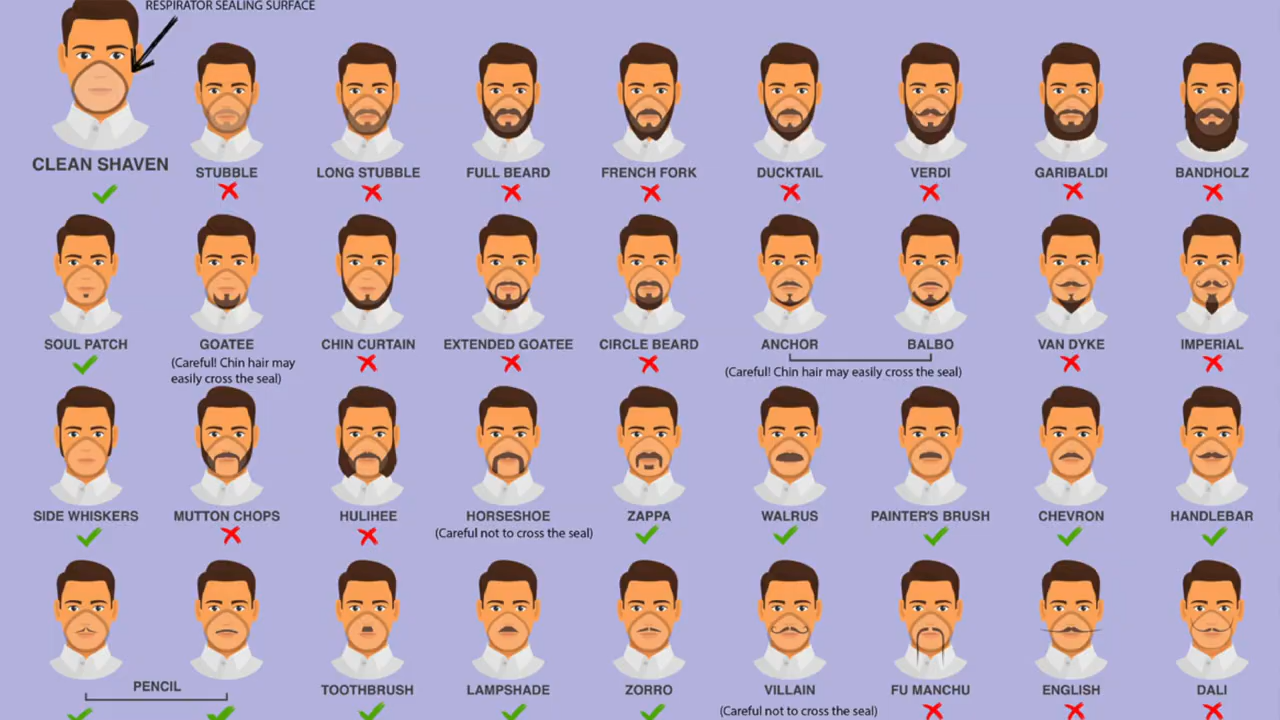 RESPIRATOR SEALING SURFACE
CLEAN SHAVEN
STUBBLE
LONG STUBBLE
FULL BEARD
FRENCH FORK
DUCKTAIL
VERDI
GARIBALDI
BANDHOLZ
SOUL PATCH
GOATEE
(Careful! Chin hair may
easily cross the seal)
CHIN CURTAIN
EXTENDED GOATEE
CIRCLE BEARD
ANCHOR
BALBO
(Careful! Chin hair may easily cross the seal)
VAN DYKE
IMPERIAL
SIDE WHISKERS
MUTTON CHOPS
HULIHEE
HORSESHOE
(Careful not to cross the seal)
ZAPPA
WALRUS
PAINTER'S BRUSH
CHEVRON
HANDLEBAR
PENCIL
TOOTHBRUSH
LAMPSHADE
ZORRO
VILLAIN
(Careful not to cross the seal)
FU MANCHU
ENGLISH
DALI